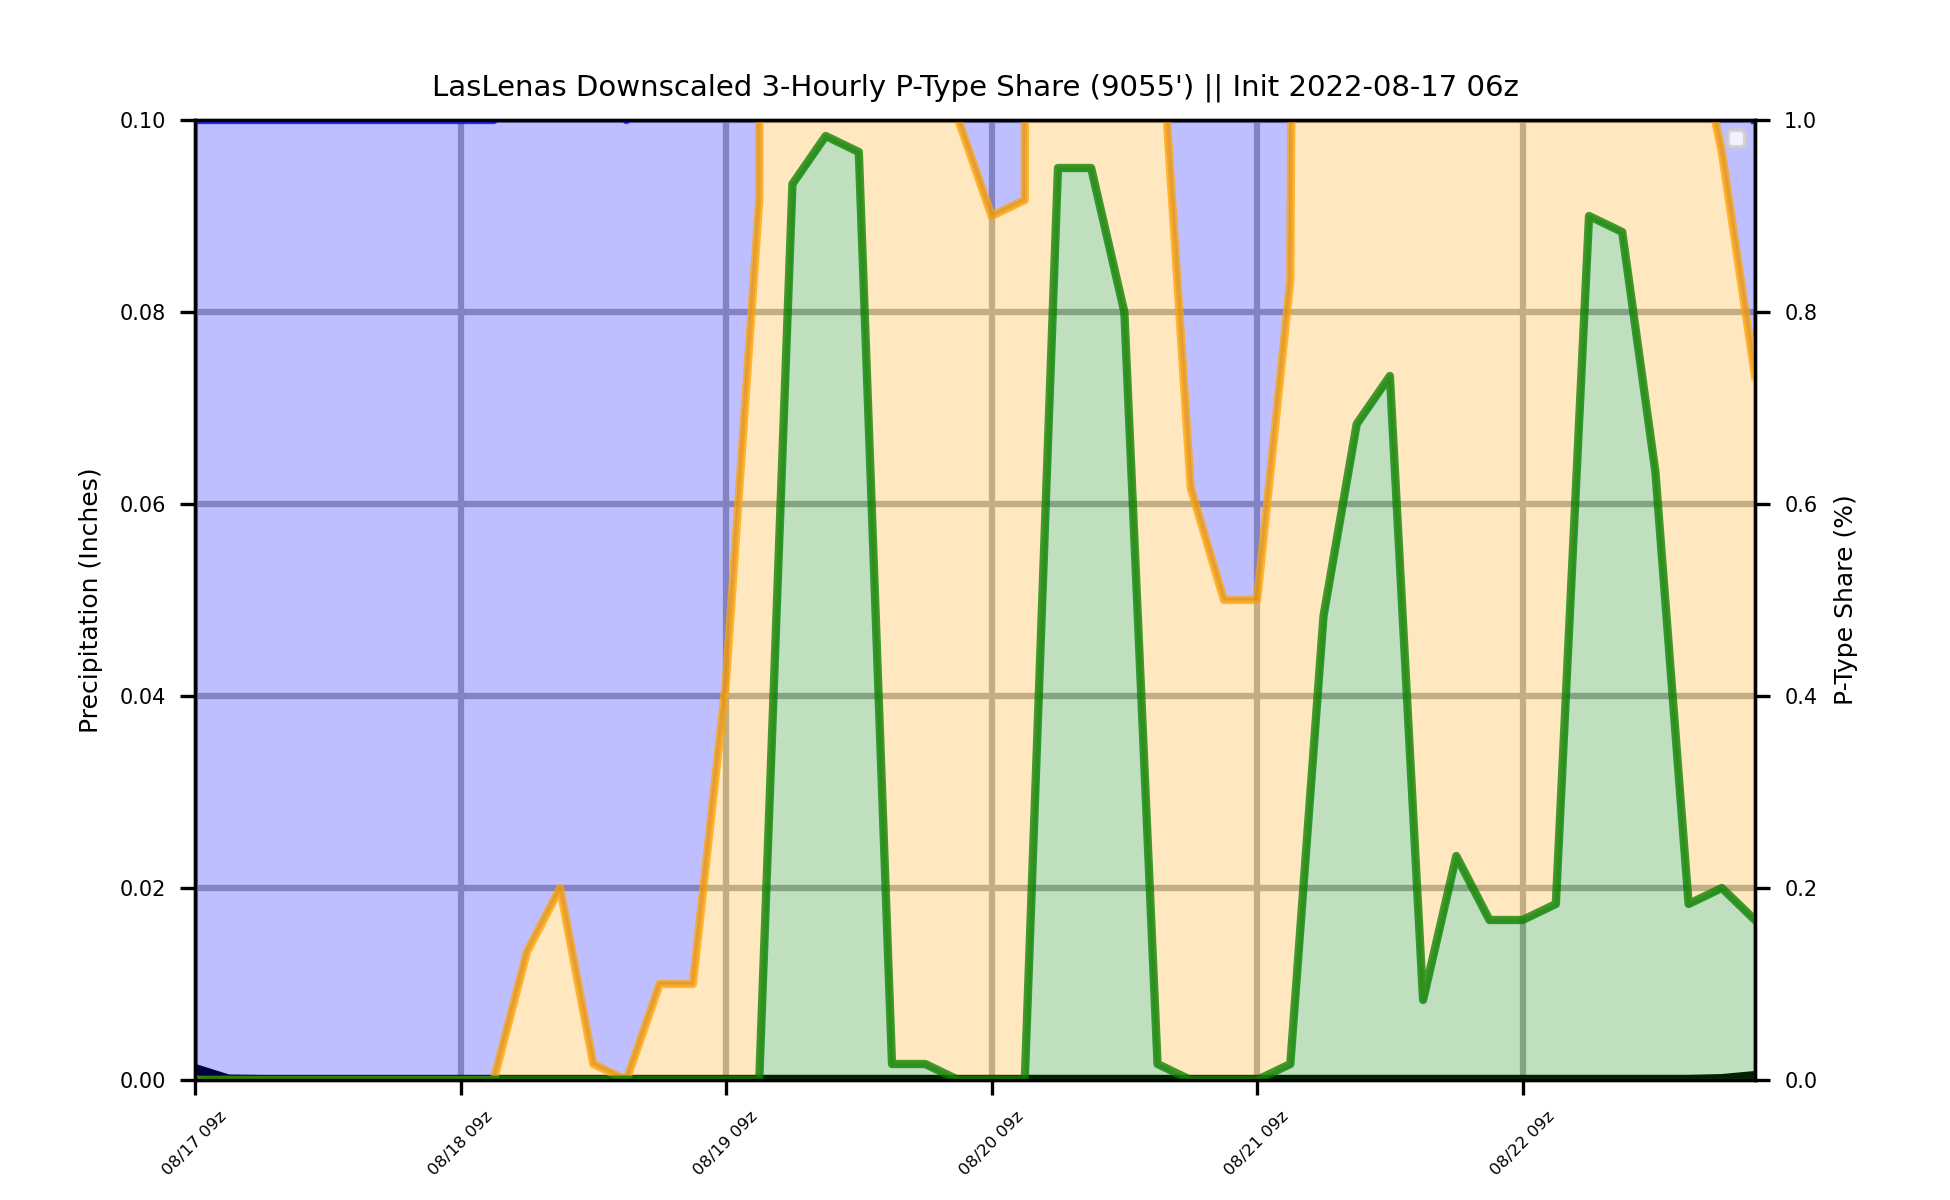 LasLenas Downscaled 3-Hourly P-Type Share (9055') || Init 2022-08-17 06z
0.10
0.08
0.06
0.04
0.02
0.00
Precipitation (Inches)
1.0
0.8
0.6
0.4
0.2
0.0
P-Type Share (%)
08/17 09z
08/18 09z
08/19 09z
08/20 09z
08/21 09z
08/22 09z